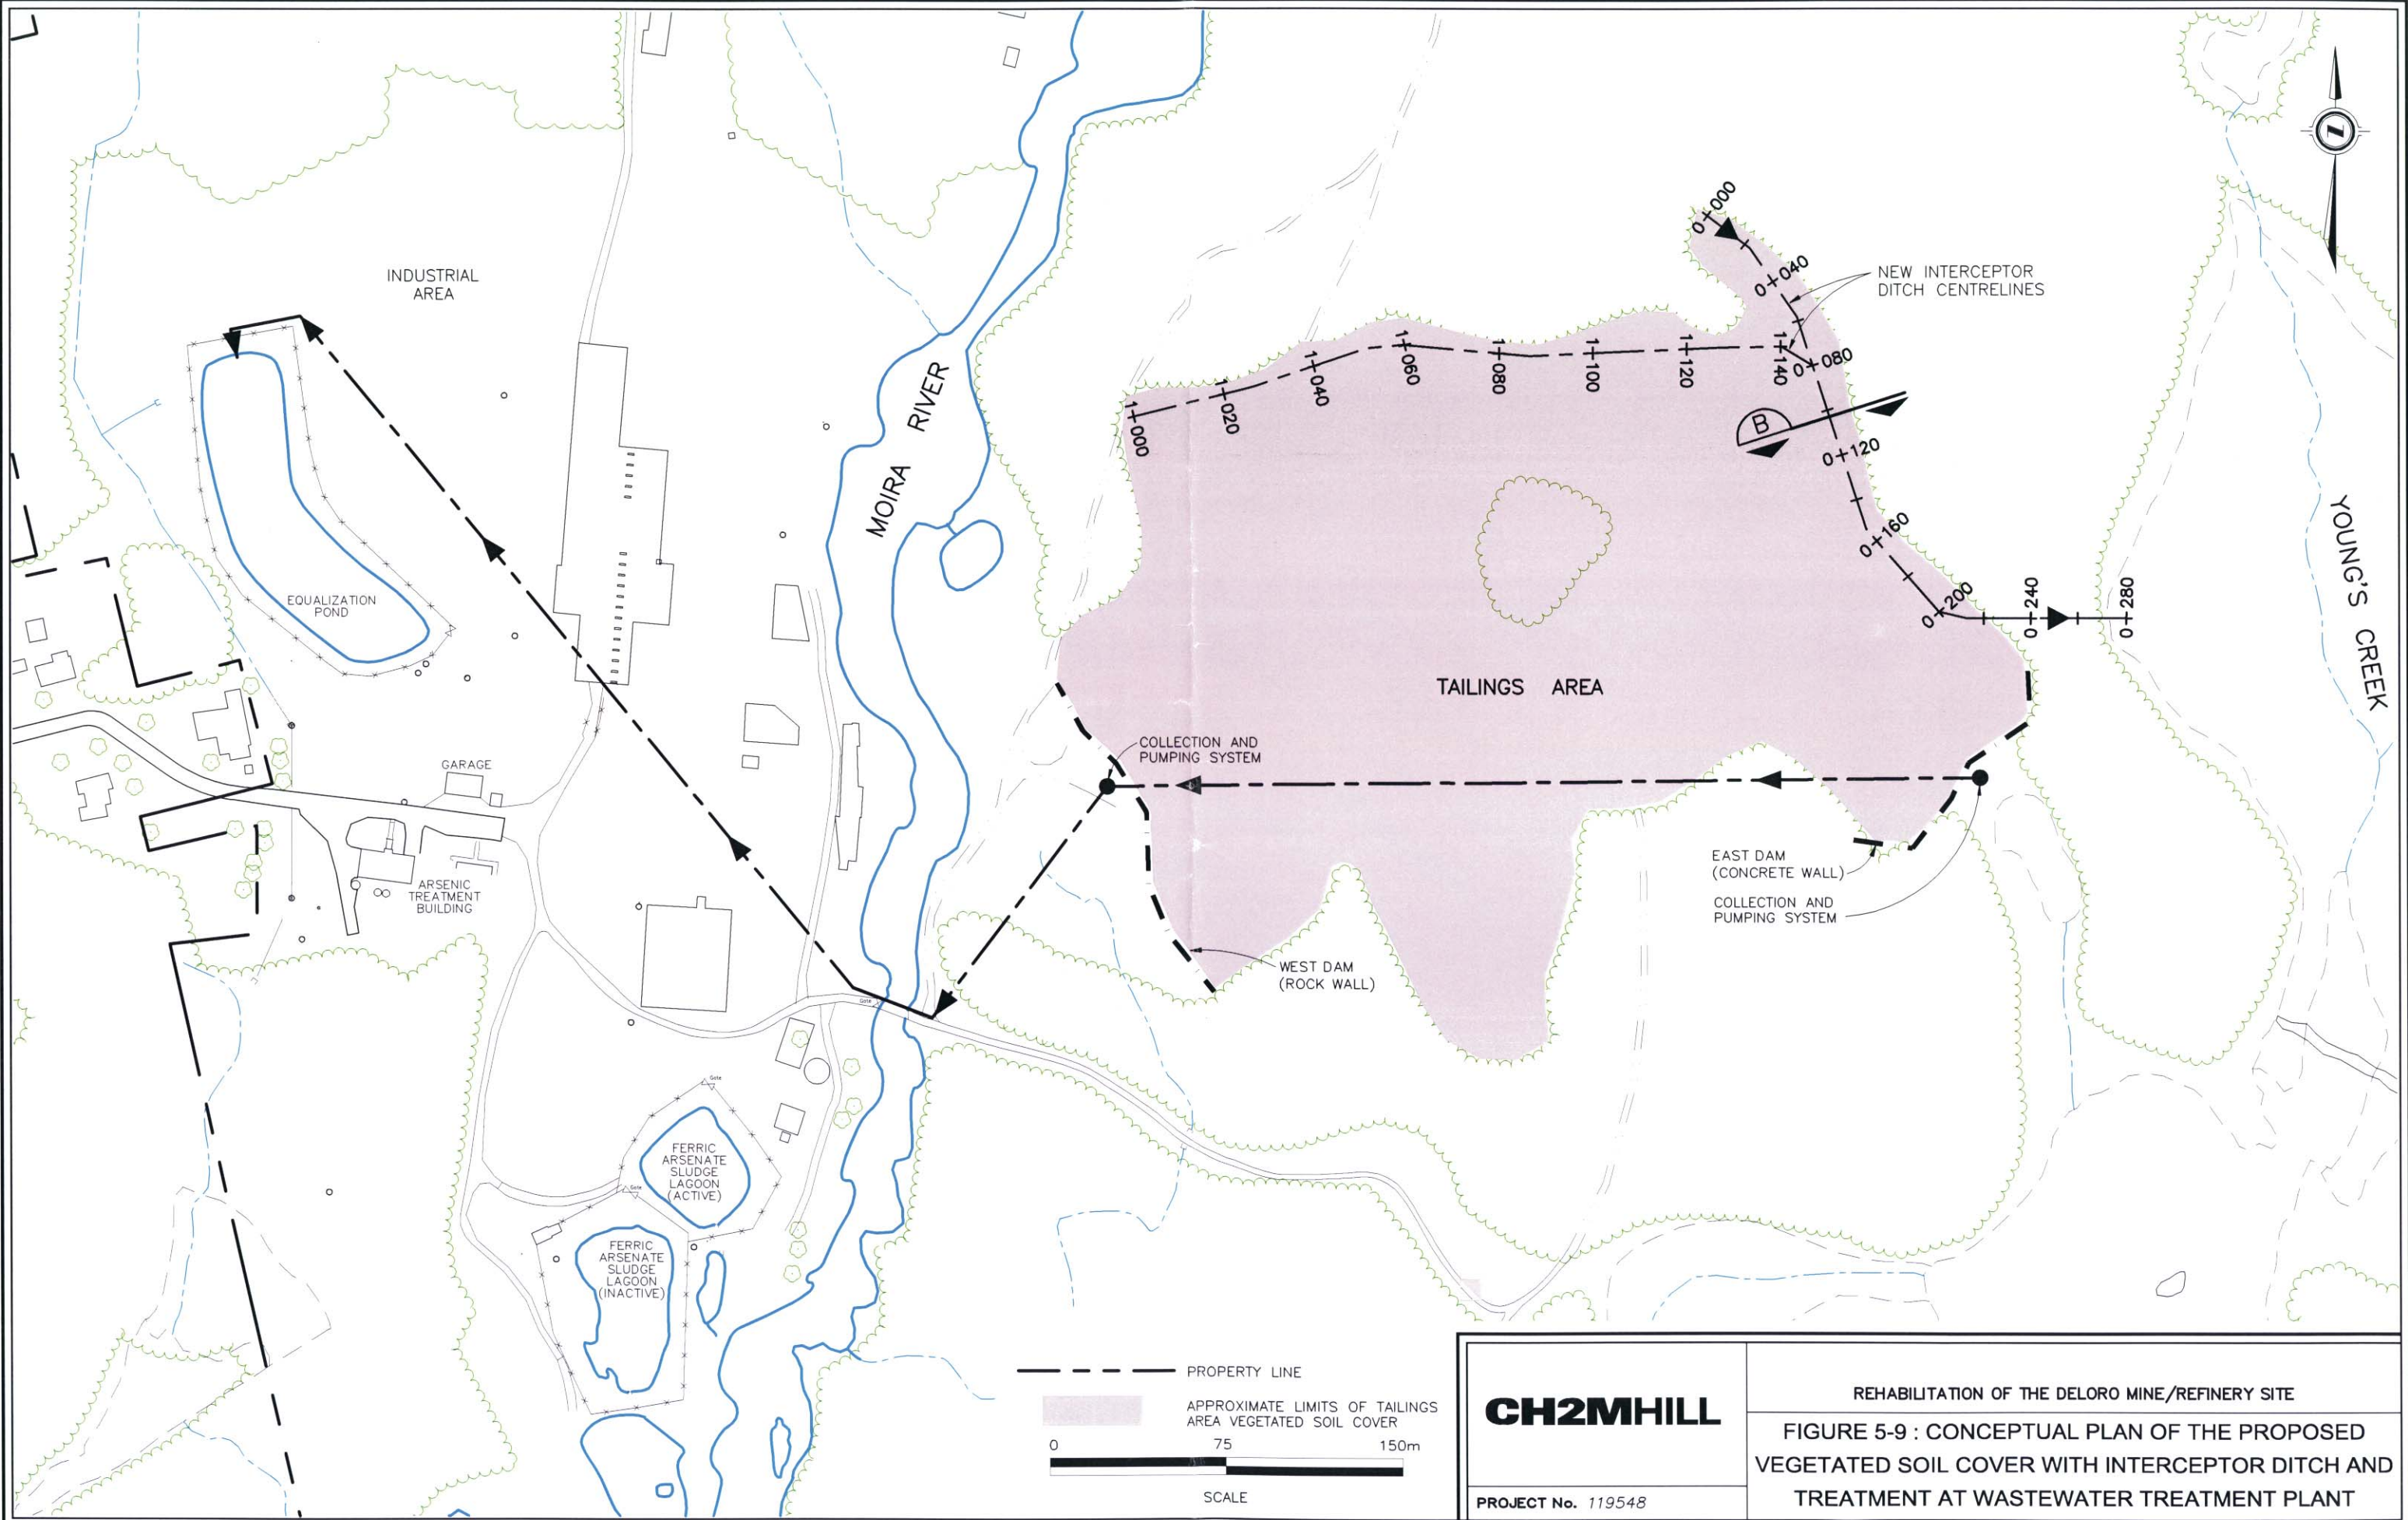 INDUSTRIAL
AREA
EQUALIZATION
POND
GARAGE
ARSENIC
TREATMENT
BUILDING
MOIRA RIVER
Gate
Gate
Gate
FERRIC
ARSENATE
SLUDGE
LAGOON
(ACTIVE)
FERRIC
ARSENATE
SLUDGE
LAGOON
(INACTIVE)
0+000
0+040
NEW INTERCEPTOR
DITCH CENTRELINES
0+080
B
0+120
0+160
0+200
0+240
0+280
1+000
1+020
1+040
1+060
1+080
1+100
1+120
1+140
TAILINGS AREA
COLLECTION AND
PUMPING SYSTEM
WEST DAM
(ROCK WALL)
EAST DAM
(CONCRETE WALL)
COLLECTION AND
PUMPING SYSTEM
YOUNG'S CREEK
Z
PROPERTY LINE
APPROXIMATE LIMITS OF TAILINGS
AREA VEGETATED SOIL COVER
0 75 150m
SCALE
CH2MHILL
PROJECT No. 119548
REHABILITATION OF THE DELORO MINE/REFINERY SITE
FIGURE 5-9 : CONCEPTUAL PLAN OF THE PROPOSED
VEGETATED SOIL COVER WITH INTERCEPTOR DITCH AND
TREATMENT AT WASTEWATER TREATMENT PLANT